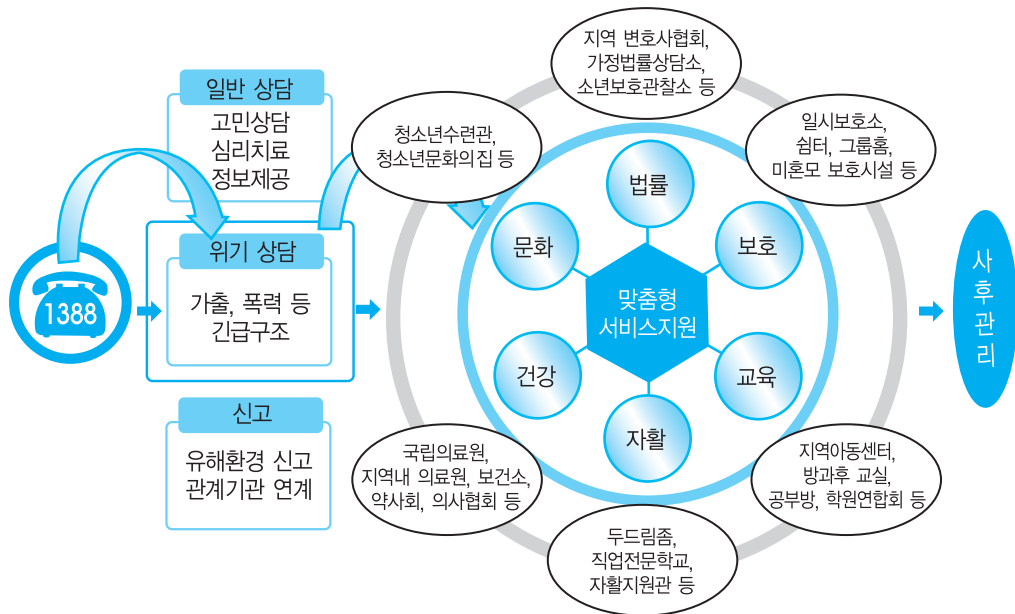 1388
일반 상담
고민상담
심리치료
정보제공
위기 상담
가출, 폭력 등
긴급구조
신고
유해환경 신고
관계기관 연계
지역 변호사협회,
가정법률상담소,
소년보호관찰소 등
청소년수련관,
청소년문화의집 등
일시보호소,
쉼터, 그룹홈,
미혼모 보호시설 등
법률
문화
보호
맞춤형
서비스지원
건강
교육
자활
국립의료원,
지역내 의료원, 보건소,
약사회, 의사협회 등
지역아동센터,
방과후 교실,
공부방, 학원연합회 등
두드림존,
직업전문학교,
자활지원관 등
사후관리